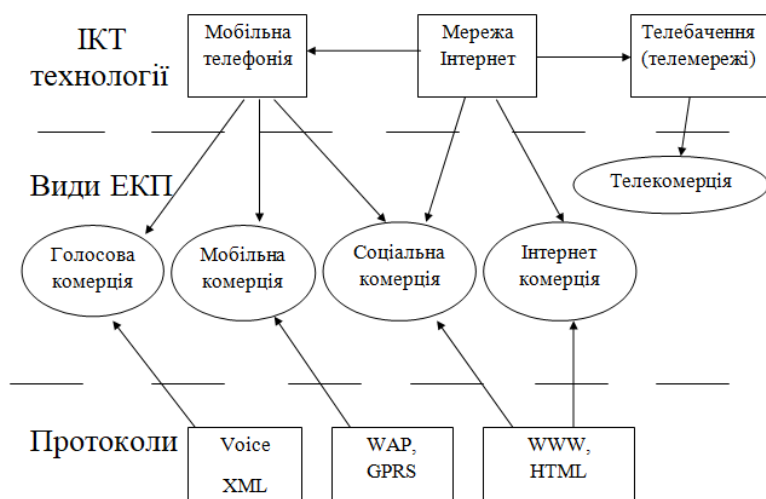 ІКТ
технології
Мобільна
телефонія
Мережа
Інтернет
Телебачення
(телемережі)
Види ЕКП
Телекомерція
Голосова
комерція
Мобільна
комерція
Соціальна
комерція
Інтернет
комерція
Протоколи
Voice
XML
WAP,
GPRS
WWW,
HTML